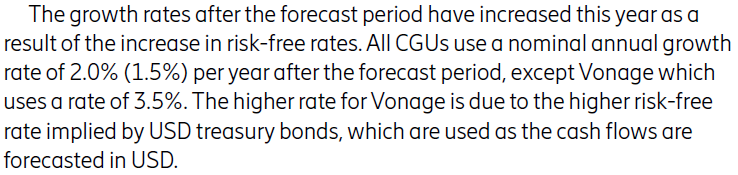 The growth rates after the forecast period have increased this year as a
result of the increase in risk-free rates. All CGUs use a nominal annual growth
rate of 2.0% (1.5%) per year after the forecast period, except Vonage which
uses a rate of 3.5%. The higher rate for Vonage is due to the higher risk-free
rate implied by USD treasury bonds, which are used as the cash flows are
forecasted in USD.